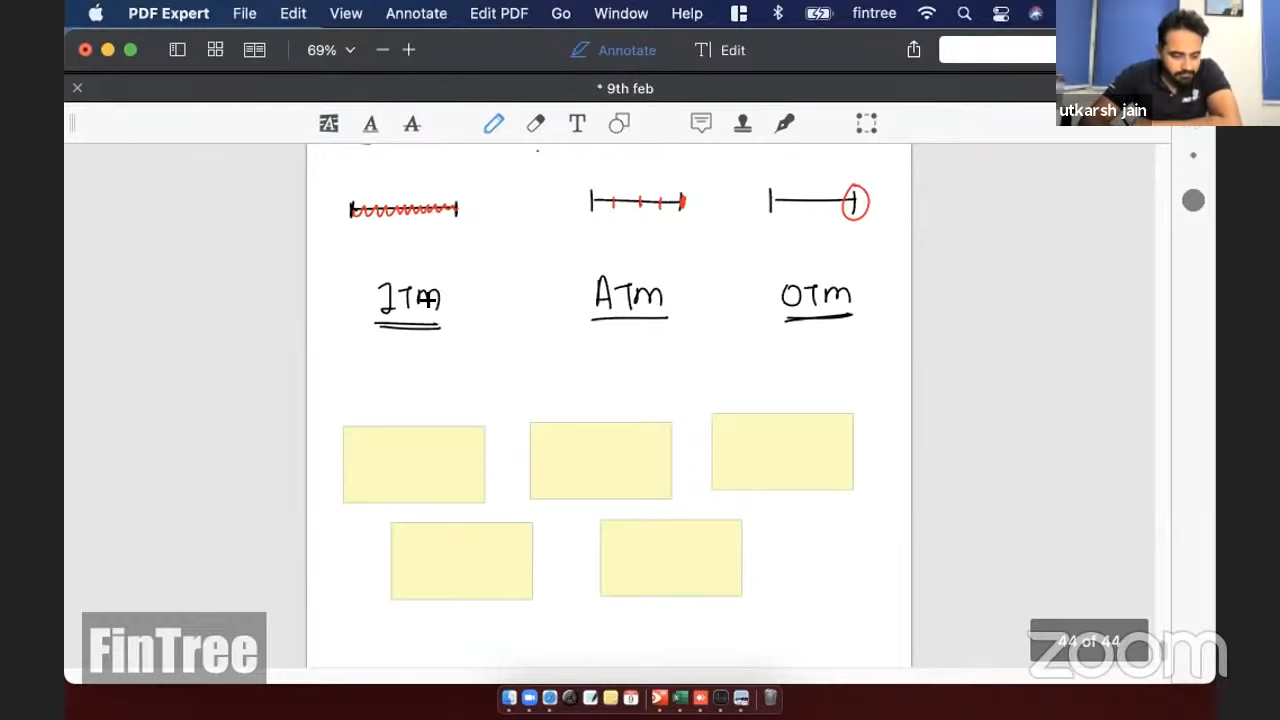 PDF Expert File Edit View Annotate Edit PDF Go Window Help fintree
69% Annotate T Edit
utkarsh jain
* 9th feb
ITm ATm OTm
44 of 44
FinTree
zoom